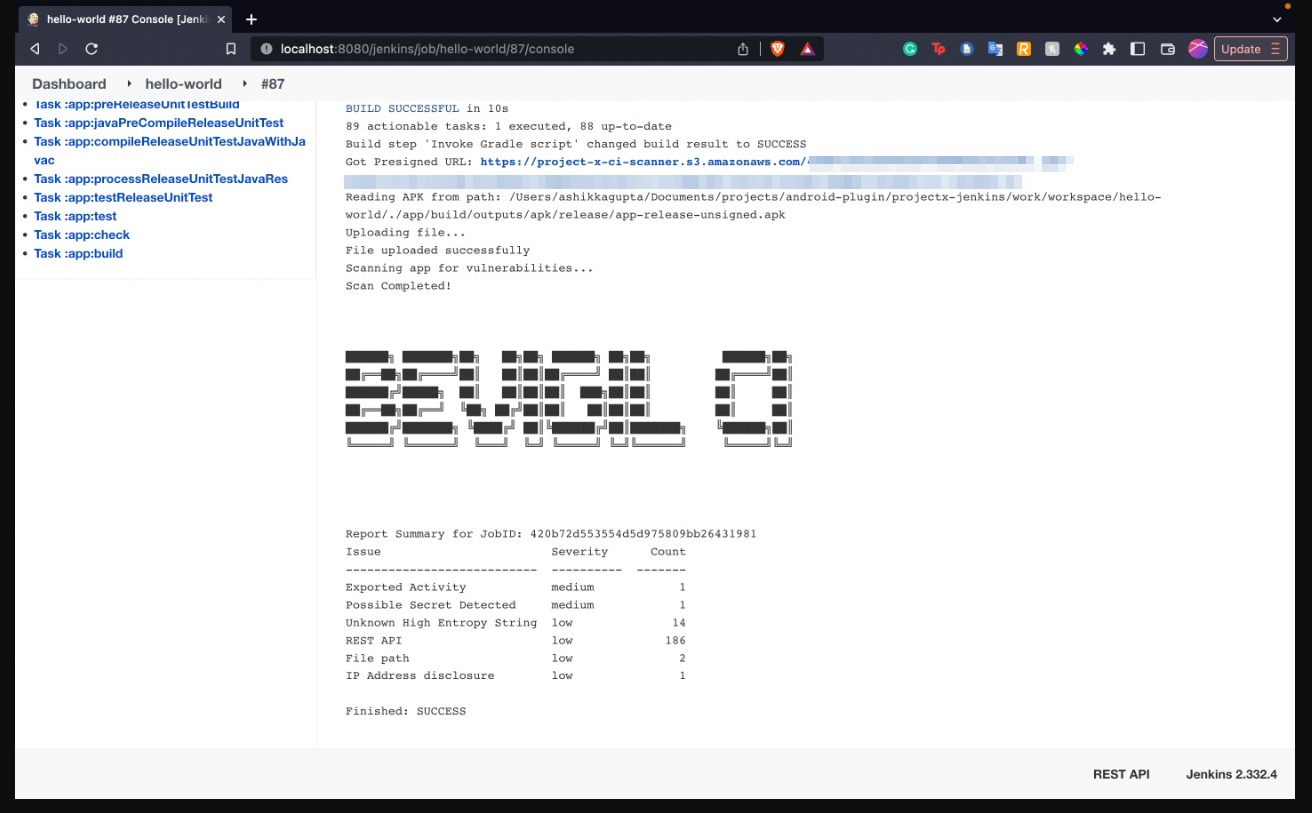 hello-world #87 Console [Jenki
localhost:8080/jenkins/job/hello-world/87/console
Update
Dashboard hello-world #87
Task :app:preReleaseUnitTestBuild
Task :app:javaPreCompileReleaseUnitTest
Task :app:compileReleaseUnitTestJavaWithJa
vac
Task :app:processReleaseUnitTestJavaRes
Task :app:testReleaseUnitTest
Task :app:test
Task :app:check
Task :app:build
BUILD SUCCESSFUL in 10s
89 actionable tasks: 1 executed, 88 up-to-date
Build step 'Invoke Gradle script' changed build result to SUCCESS
Got Presigned URL: https://project-x-ci-scanner.s3.amazonaws.com/
Reading APK from path: /Users/ashikkagupta/Documents/projects/android-plugin/projectx-jenkins/work/workspace/hello-
world/./app/build/outputs/apk/release/app-release-unsigned.apk
Uploading file...
File uploaded successfully
Scanning app for vulnerabilities...
Scan Completed!
BEVIGIL CI
Report Summary for JobID: 420b72d553554d5d975809bb26431981
Issue Severity Count
-------------------------- ---------- -------
Exported Activity medium 1
Possible Secret Detected medium 1
Unknown High Entropy String low 14
REST API low 186
File path low 2
IP Address disclosure low 1
Finished: SUCCESS
REST API Jenkins 2.332.4